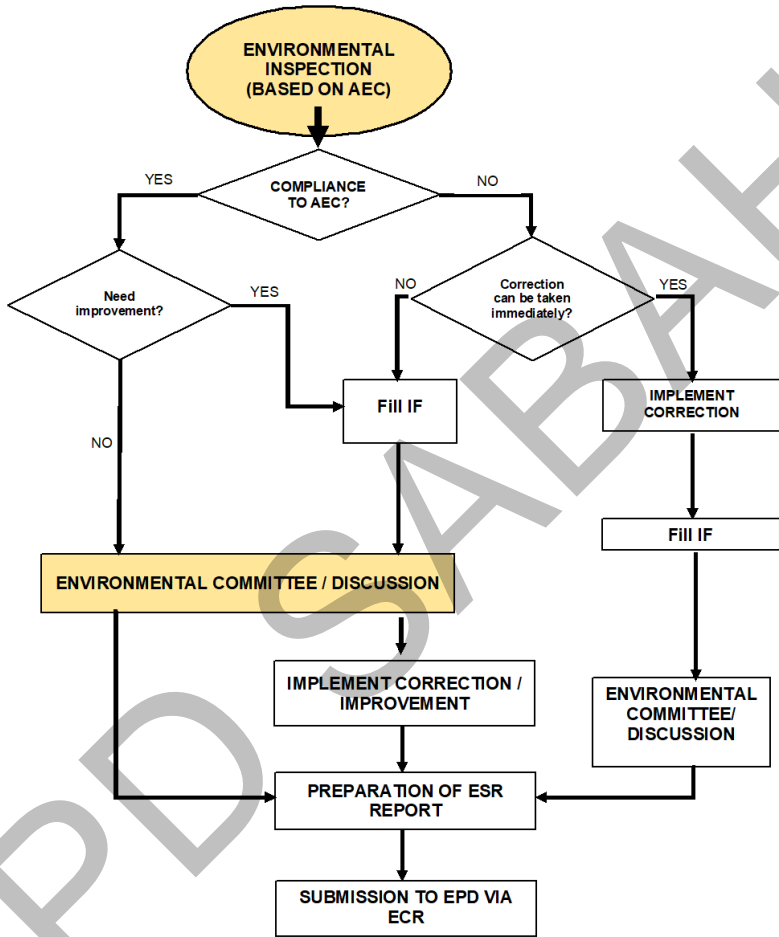 ENVIRONMENTAL
INSPECTION
(BASED ON AEC)
COMPLIANCE
TO AEC?
YES
NO
Need
improvement?
YES
NO
Correction
can be taken
immediately?
NO
YES
Fill IF
IMPLEMENT
CORRECTION
Fill IF
ENVIRONMENTAL COMMITTEE / DISCUSSION
IMPLEMENT CORRECTION /
IMPROVEMENT
ENVIRONMENTAL
COMMITTEE/
DISCUSSION
PREPARATION OF ESR
REPORT
SUBMISSION TO EPD VIA
ECR
PD SABAH